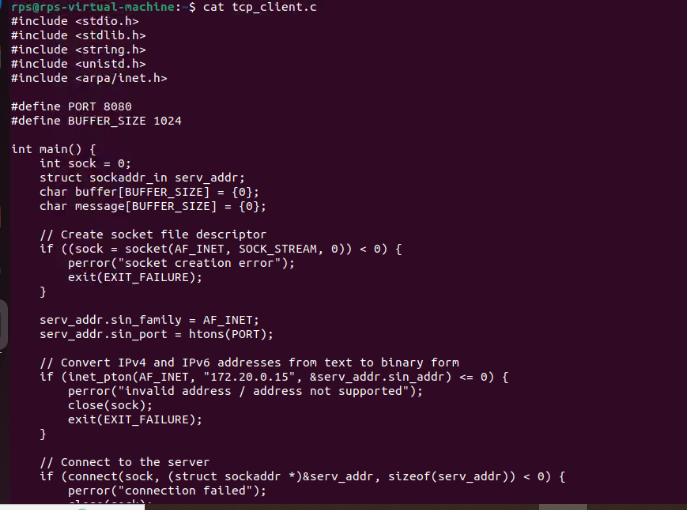 rps@rps-virtual-machine:~$ cat tcp_client.c
#include <stdio.h>
#include <stdlib.h>
#include <string.h>
#include <unistd.h>
#include <arpa/inet.h>

#define PORT 8080
#define BUFFER_SIZE 1024

int main() {
    int sock = 0;
    struct sockaddr_in serv_addr;
    char buffer[BUFFER_SIZE] = {0};
    char message[BUFFER_SIZE] = {0};

    // Create socket file descriptor
    if ((sock = socket(AF_INET, SOCK_STREAM, 0)) < 0) {
        perror("socket creation error");
        exit(EXIT_FAILURE);
    }

    serv_addr.sin_family = AF_INET;
    serv_addr.sin_port = htons(PORT);

    // Convert IPv4 and IPv6 addresses from text to binary form
    if (inet_pton(AF_INET, "172.20.0.15", &serv_addr.sin_addr) <= 0) {
        perror("invalid address / address not supported");
        close(sock);
        exit(EXIT_FAILURE);
    }

    // Connect to the server
    if (connect(sock, (struct sockaddr *)&serv_addr, sizeof(serv_addr)) < 0) {
        perror("connection failed");